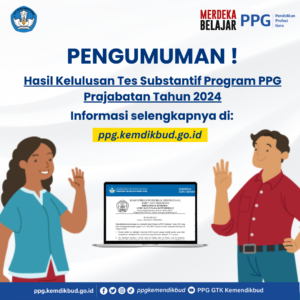 MERDEKA
BELAJAR
PPG
Pendidikan
Profesi
Guru
PENGUMUMAN !
Hasil Kelulusan Tes Substantif Program PPG
Prajabatan Tahun 2024
Informasi selengkapnya di:
ppg.kemdikbud.go.id
ppg.kemdikbud.go.id
ppgkemdikbud
PPG GTK Kemendikbud